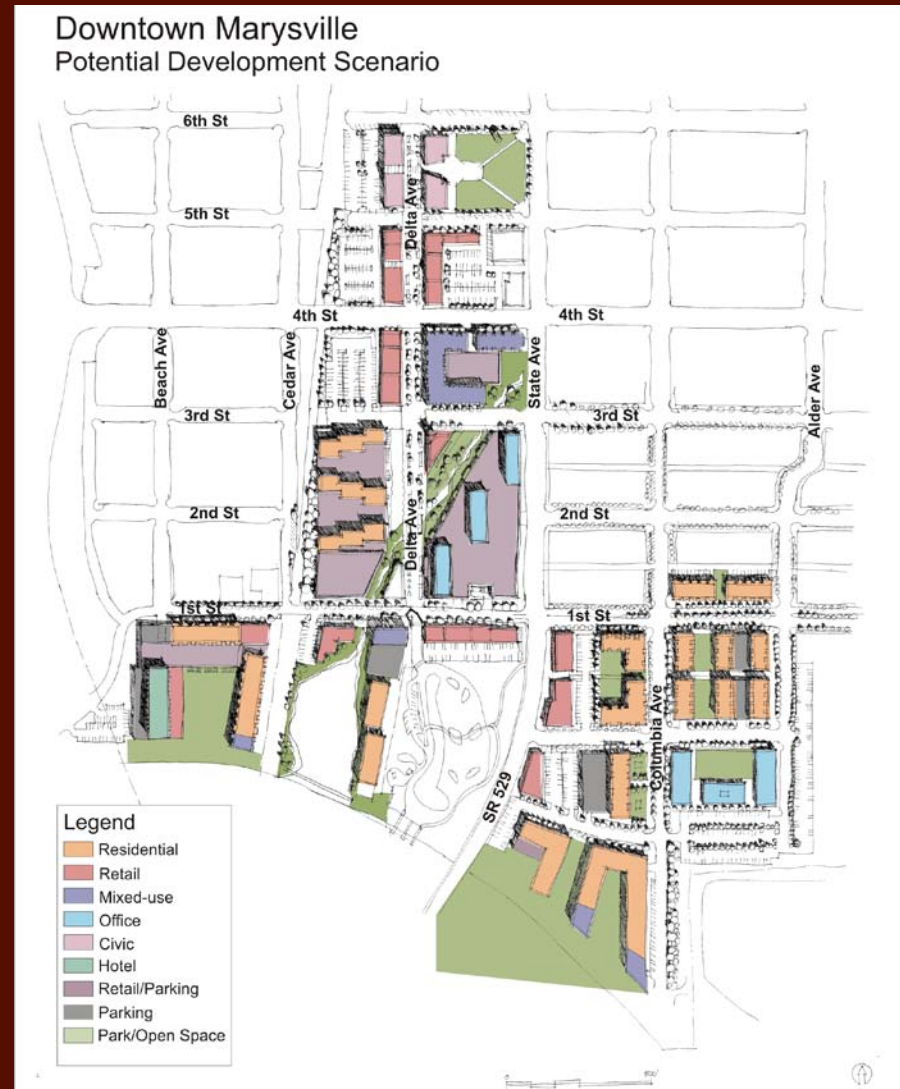 Downtown Marysville
Potential Development Scenario
6th St
5th St
Delta Ave
4th St
4th St
Beach Ave
Cedar Ave
State Ave
Alder Ave
3rd St
3rd St
2nd St
Delta Ave
2nd St
1st St
1st St
Columbia Ave
SR 529
Legend
Residential
Retail
Mixed-use
Office
Civic
Hotel
Retail/Parking
Parking
Park/Open Space